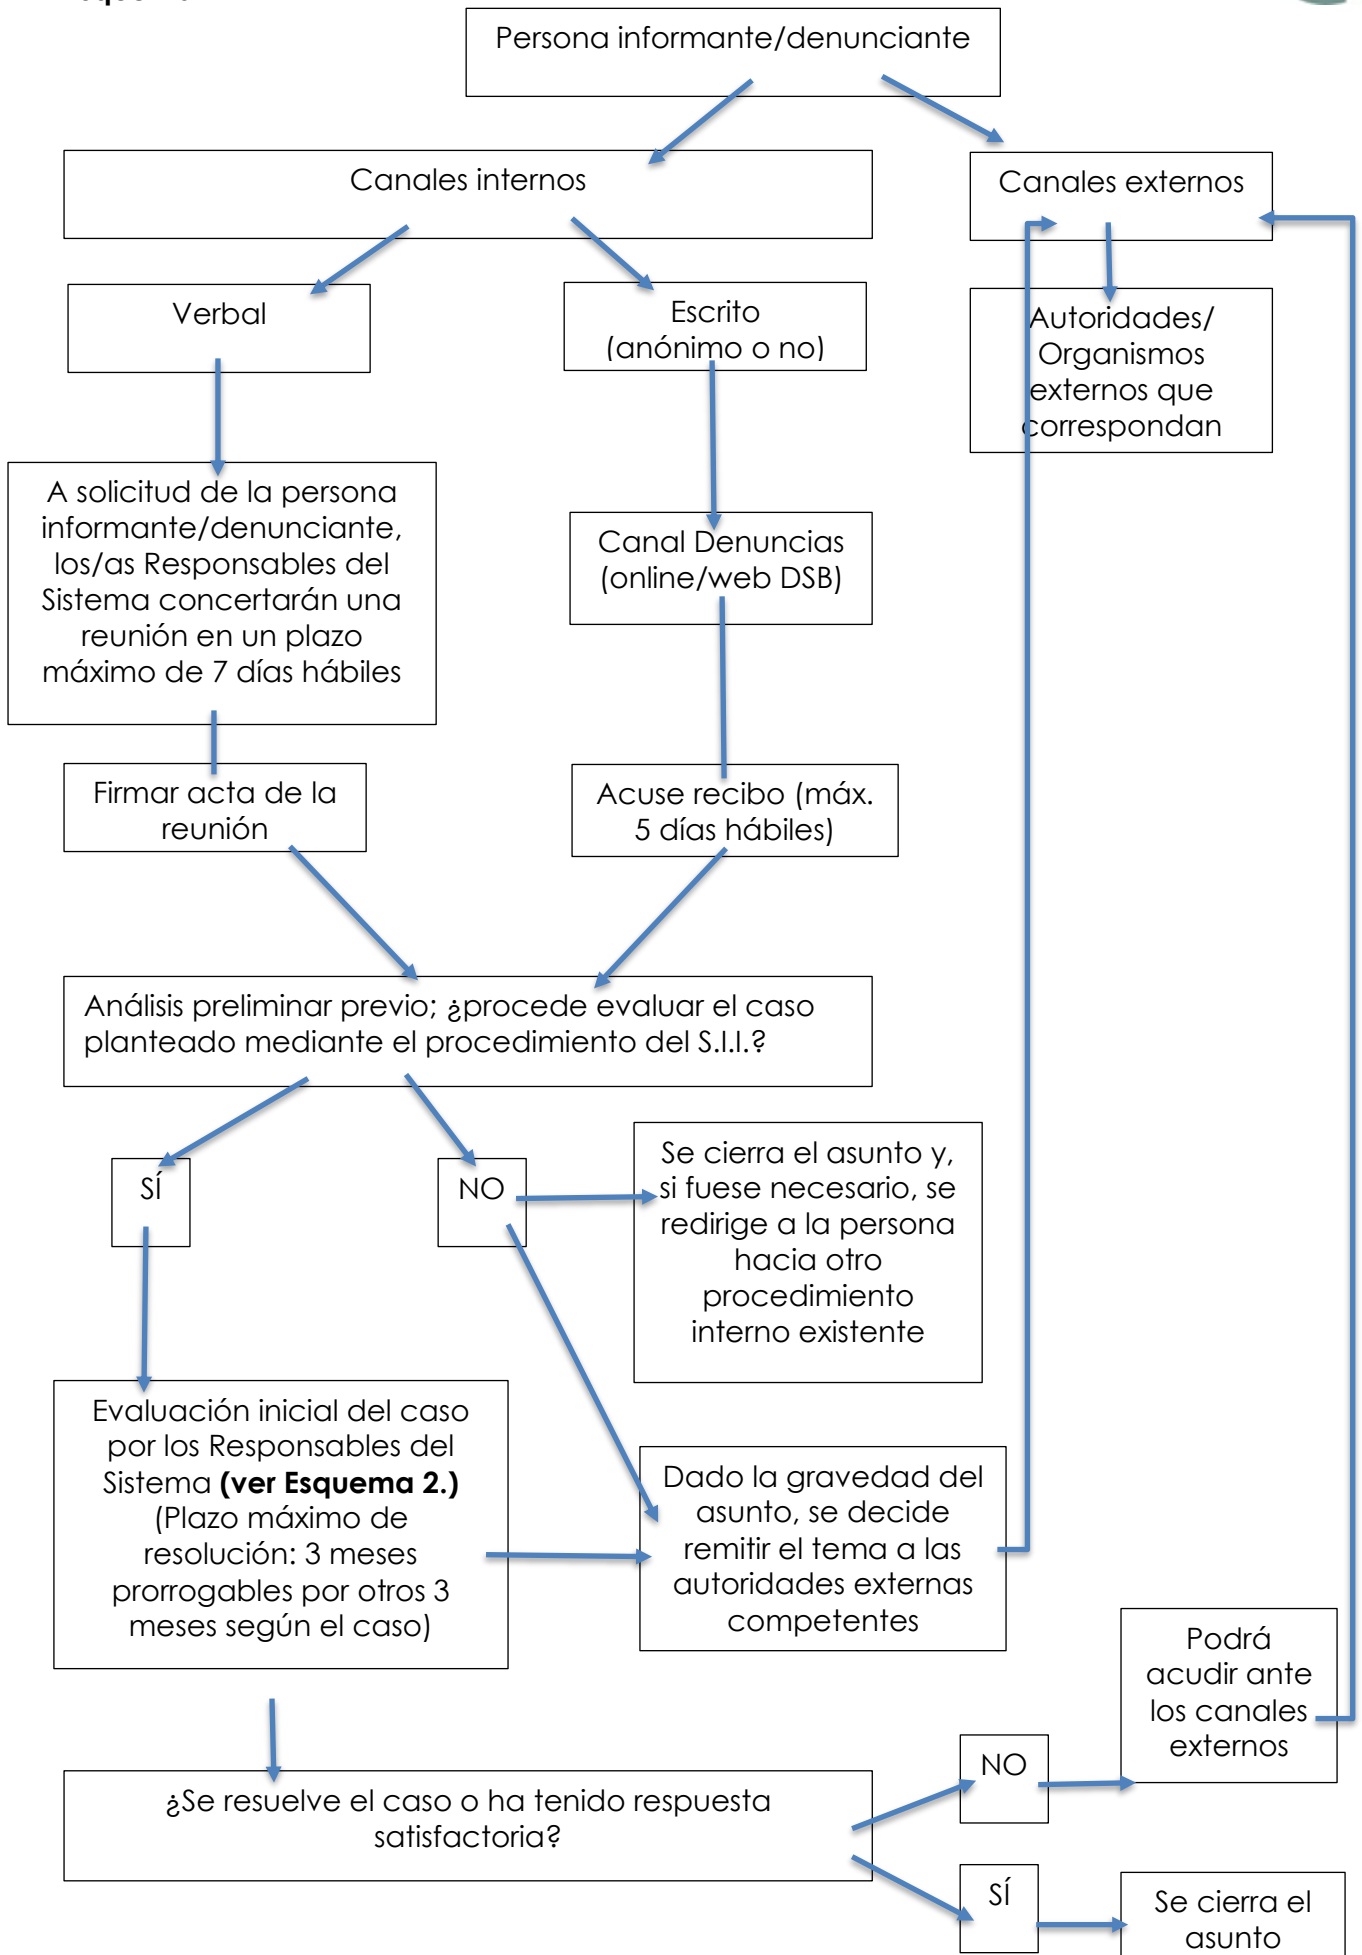 Persona informante/denunciante
Canales internos
Canales externos
Verbal
Escrito
(anónimo o no)
Autoridades/
Organismos
externos que
correspondan
A solicitud de la persona
informante/denunciante,
los/as Responsables del
Sistema concertarán una
reunión en un plazo
máximo de 7 días hábiles
Canal Denuncias
(online/web DSB)
Firmar acta de la
reunión
Acuse recibo (máx.
5 días hábiles)
Análisis preliminar previo; ¿procede evaluar el caso
planteado mediante el procedimiento del S.I.I.?
SÍ
NO
Se cierra el asunto y,
si fuese necesario, se
redirige a la persona
hacia otro
procedimiento
interno existente
Evaluación inicial del caso
por los Responsables del
Sistema (ver Esquema 2.)
(Plazo máximo de
resolución: 3 meses
prorrogables por otros 3
meses según el caso)
Dado la gravedad del
asunto, se decide
remitir el tema a las
autoridades externas
competentes
Podrá
acudir ante
los canales
externos
¿Se resuelve el caso o ha tenido respuesta
satisfactoria?
NO
SÍ
Se cierra el
asunto